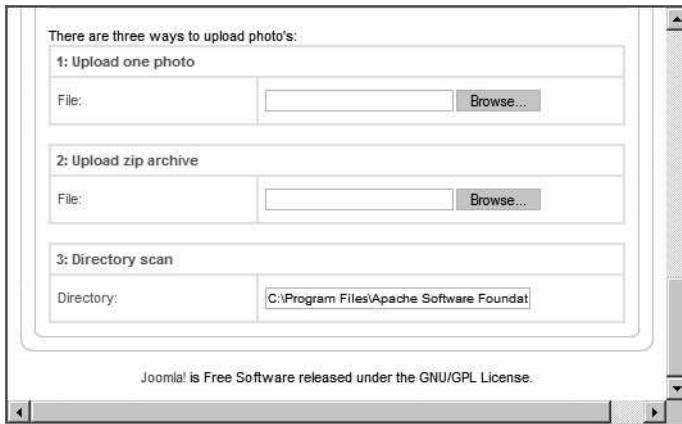 There are three ways to upload photo's:
1: Upload one photo
File:
Browse...
2: Upload zip archive
File:
Browse...
3: Directory scan
Directory:
C:\Program Files\Apache Software Foundat
Joomla! is Free Software released under the GNU/GPL License.